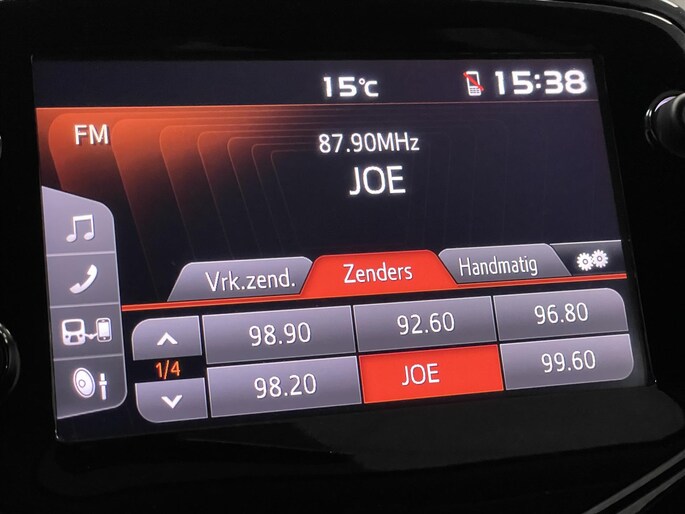 15°C 15:38
FM
87.90MHz
JOE
Vrk.zend. Zenders Handmatig
98.90 92.60 96.80
1/4
98.20 JOE 99.60